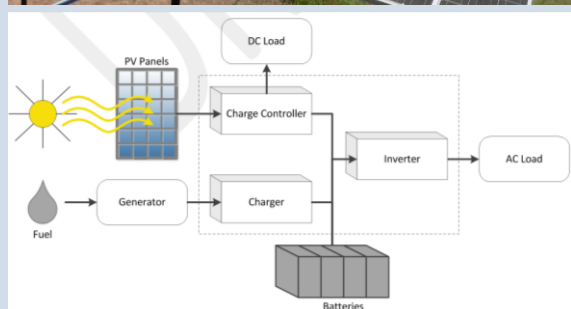 DC Load
PV Panels
Charge Controller
Inverter
AC Load
Generator
Charger
Fuel
Batteries